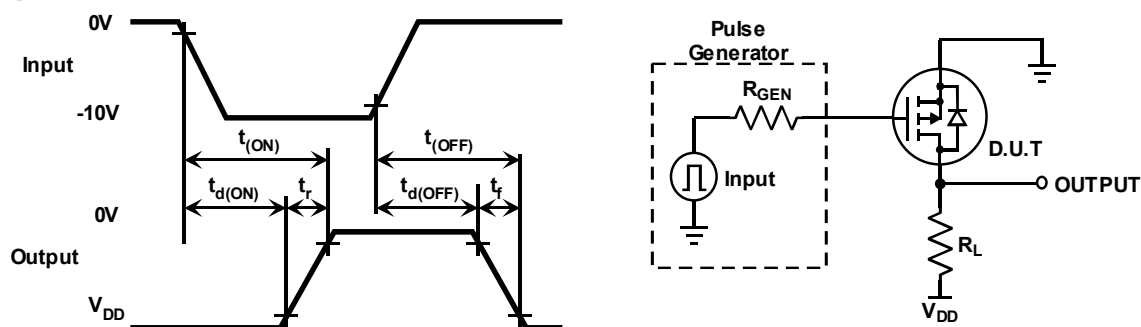 0V
Input
-10V
t(ON)
t(OFF)
td(ON)
tr
td(OFF)
tf
0V
Output
VDD
Pulse
Generator
RGEN
Input
D.U.T
OUTPUT
RL
VDD